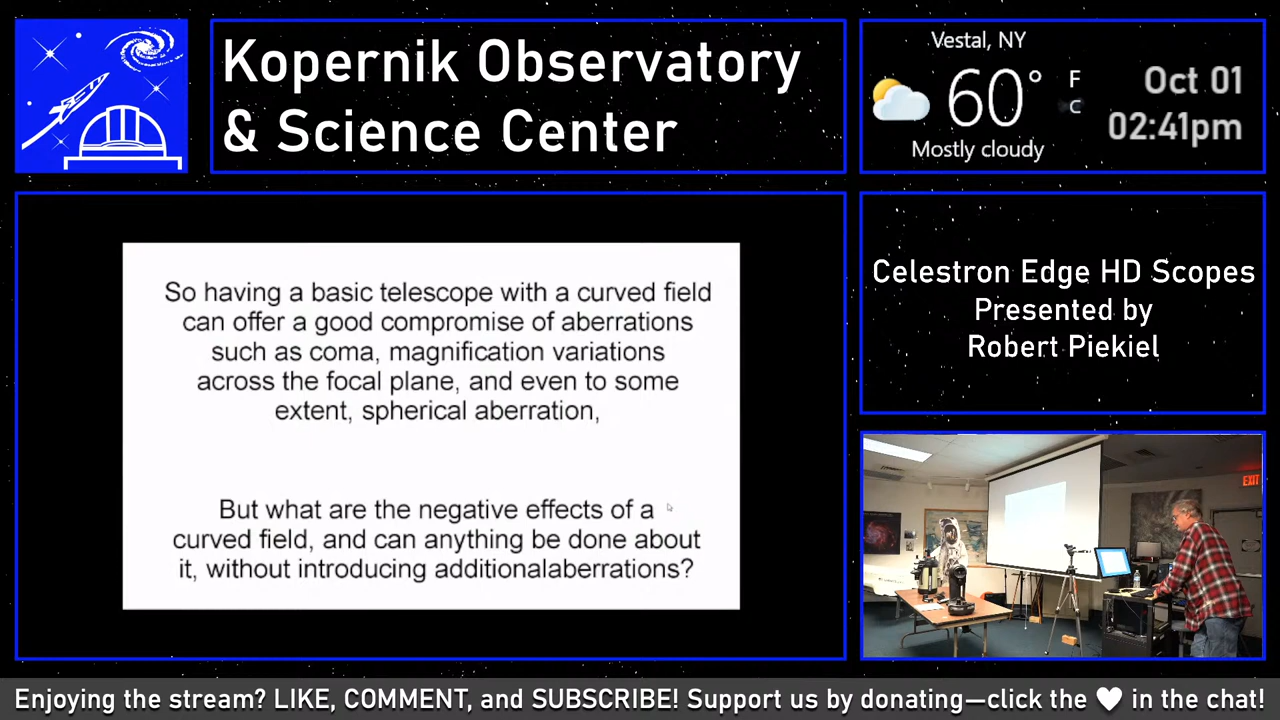 Kopernik Observatory
& Science Center
Vestal, NY
60° F
C
Mostly cloudy
Oct 01
02:41pm
So having a basic telescope with a curved field
can offer a good compromise of aberrations
such as coma, magnification variations
across the focal plane, and even to some
extent, spherical aberration,
But what are the negative effects of a
curved field, and can anything be done about
it, without introducing additionalaberrations?
Celestron Edge HD Scopes
Presented by
Robert Piekiel
EXIT
Enjoying the stream? LIKE, COMMENT, and SUBSCRIBE! Support us by donating—click the ♥ in the chat!